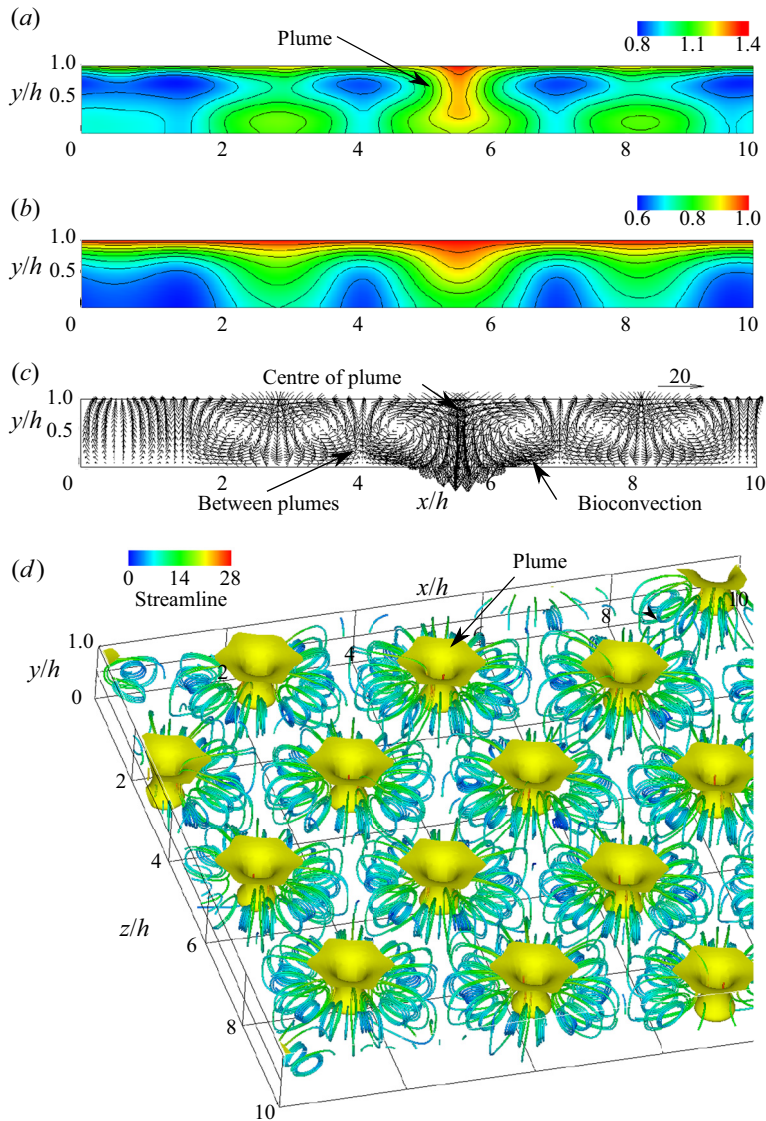 (a)
Plume
0.8 1.1 1.4
1.0
y/h 0.5
0 2 4 6 8 10
(b)
0.6 0.8 1.0
1.0
y/h 0.5
0 2 4 6 8 10
(c)
Centre of plume
20
1.0
y/h 0.5
0 2 4 6 8 10
Between plumes
x/h
Bioconvection
(d)
0 14 28
Streamline
Plume
x/h
1.0
y/h
0
2
4
8
10
2
4
z/h
6
8
10